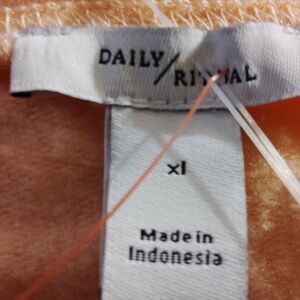 DAILY/
RITUAL
xl
Made in
Indonesia